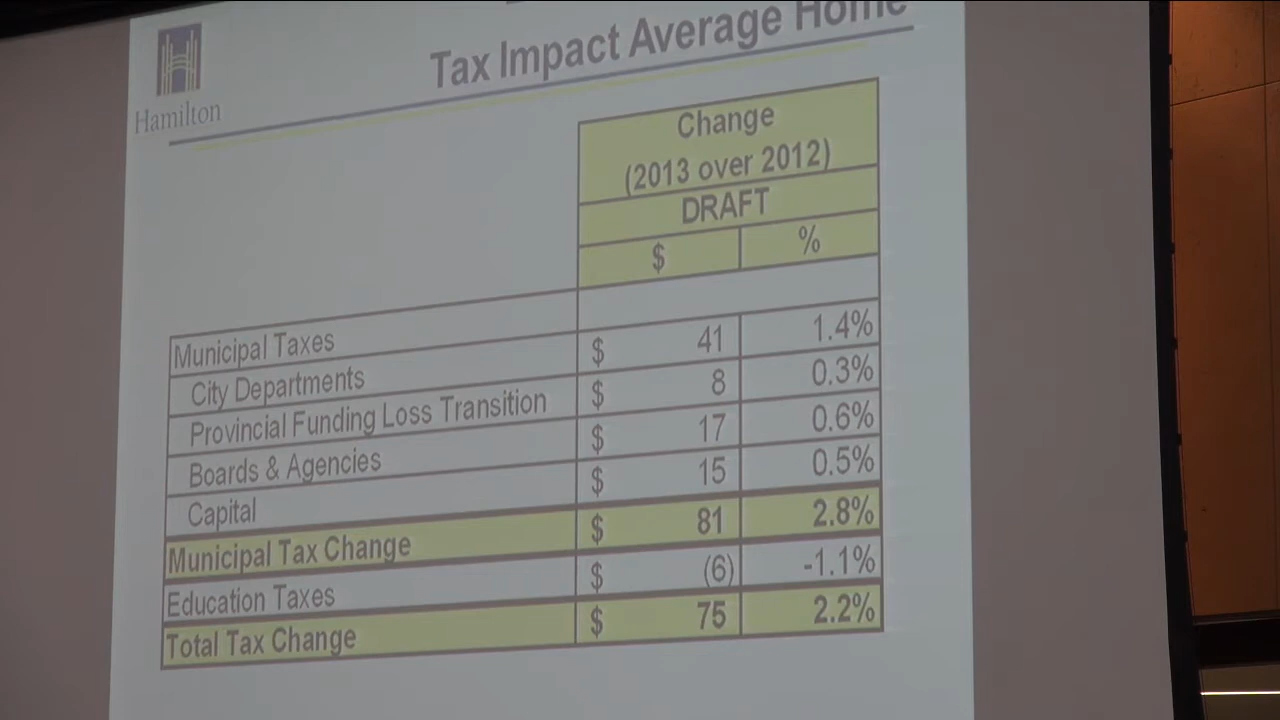 Hamilton
Tax Impact Average Home
Change
(2013 over 2012)
DRAFT
$ %
Municipal Taxes
City Departments $ 41 1.4%
Provincial Funding Loss Transition $ 8 0.3%
Boards & Agencies $ 17 0.6%
Capital $ 15 0.5%
Municipal Tax Change $ 81 2.8%
Education Taxes $ (6) -1.1%
Total Tax Change $ 75 2.2%